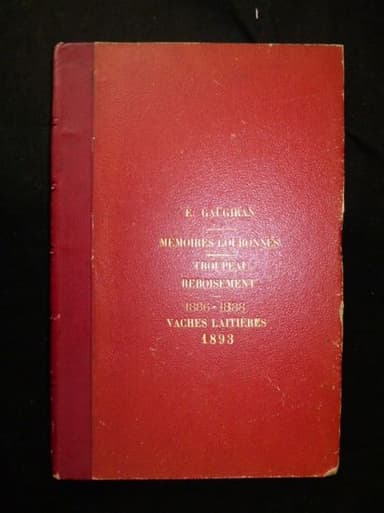 E. GAUGIRAN
MÉMOIRES COURONNÉS
TROUPEAU
REBOISEMENT
1886-1888
VACHES LAITIÈRES
1893